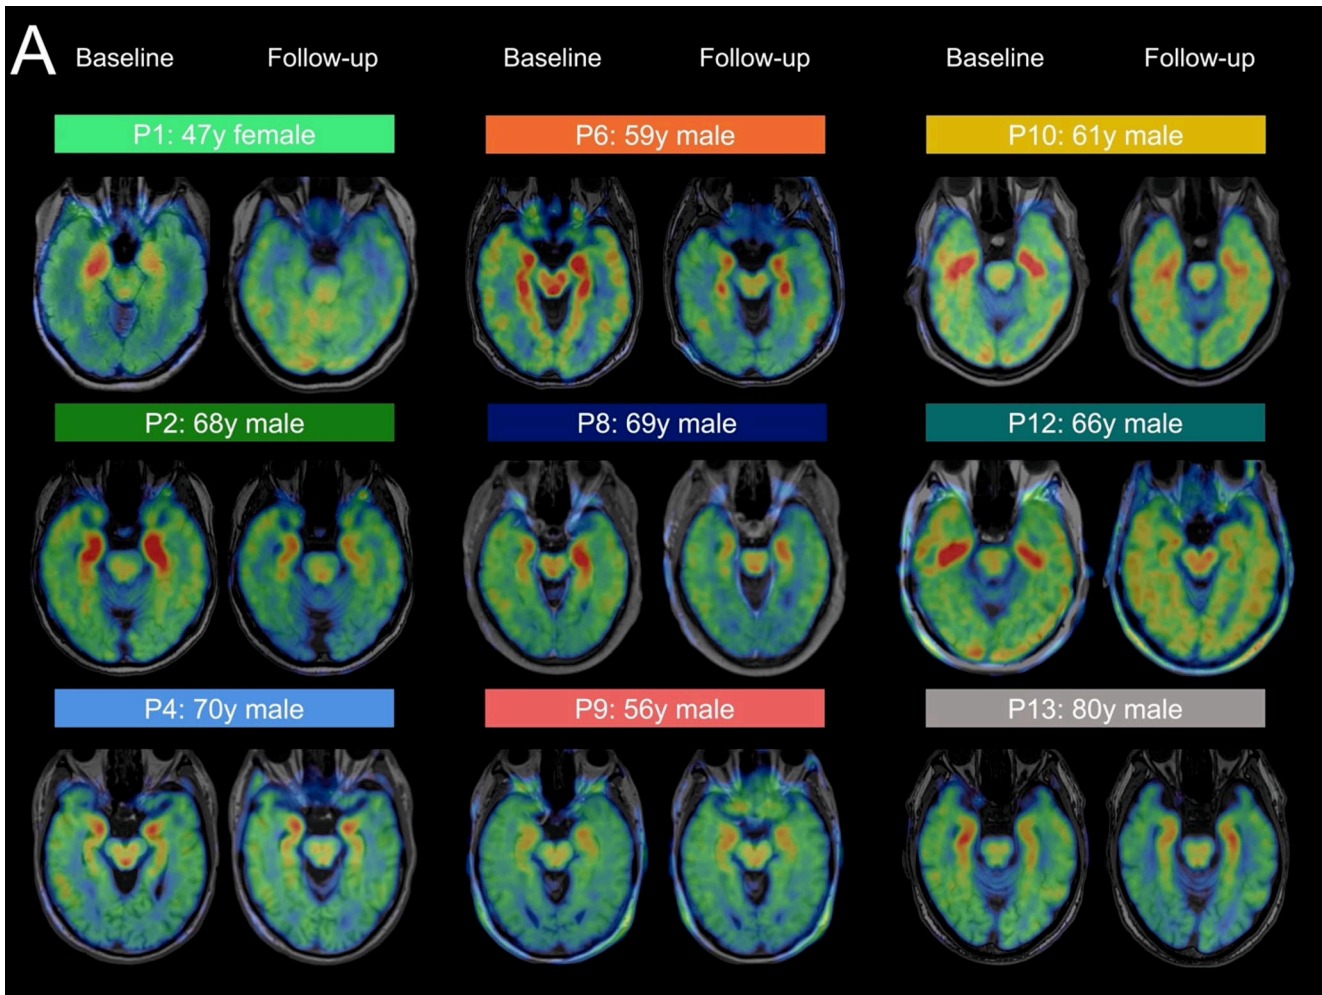 A
Baseline Follow-up Baseline Follow-up Baseline Follow-up
P1: 47y female P6: 59y male P10: 61y male
P2: 68y male P8: 69y male P12: 66y male
P4: 70y male P9: 56y male P13: 80y male